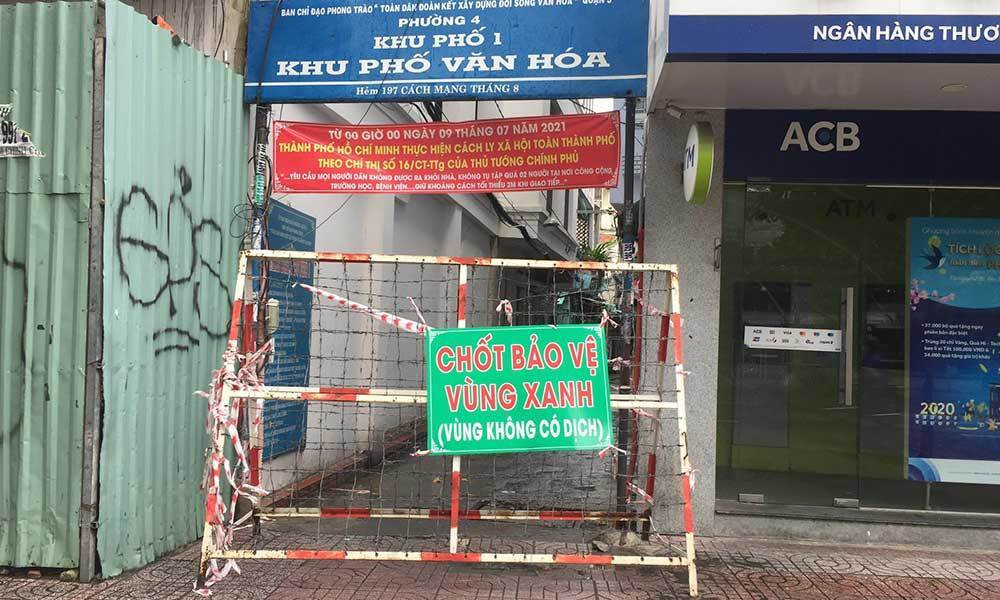 BAN CHỈ ĐẠO PHONG TRÀO "TOÀN DÂN ĐOÀN KẾT XÂY DỰNG ĐỜI SỐNG VĂN HÓA" QUẬN 3
PHƯỜNG 4
KHU PHỐ 1
KHU PHỐ VĂN HÓA
Hẻm 197 CÁCH MẠNG THÁNG 8
NGÂN HÀNG THƯƠ
TỪ 00 GIỜ 00 NGÀY 09 THÁNG 07 NĂM 2021
THÀNH PHỐ HỒ CHÍ MINH THỰC HIỆN CÁCH LY XÃ HỘI TOÀN THÀNH PHỐ
THEO CHỈ THỊ SỐ 16/CT-TTg CỦA THỦ TƯỚNG CHÍNH PHỦ
"...YÊU CẦU MỌI NGƯỜI DÂN KHÔNG ĐƯỢC RA KHỎI NHÀ, KHÔNG TỤ TẬP QUÁ 02 NGƯỜI TẠI NƠI CÔNG CỘNG,
TRƯỜNG HỌC, BỆNH VIỆN....GIỮ KHOẢNG CÁCH TỐI THIỂU 2M KHI GIAO TIẾP..."
ACB
ATM
CHỐT BẢO VỆ
VÙNG XANH
(VÙNG KHÔNG CÓ DỊCH)
TÍCH
2020